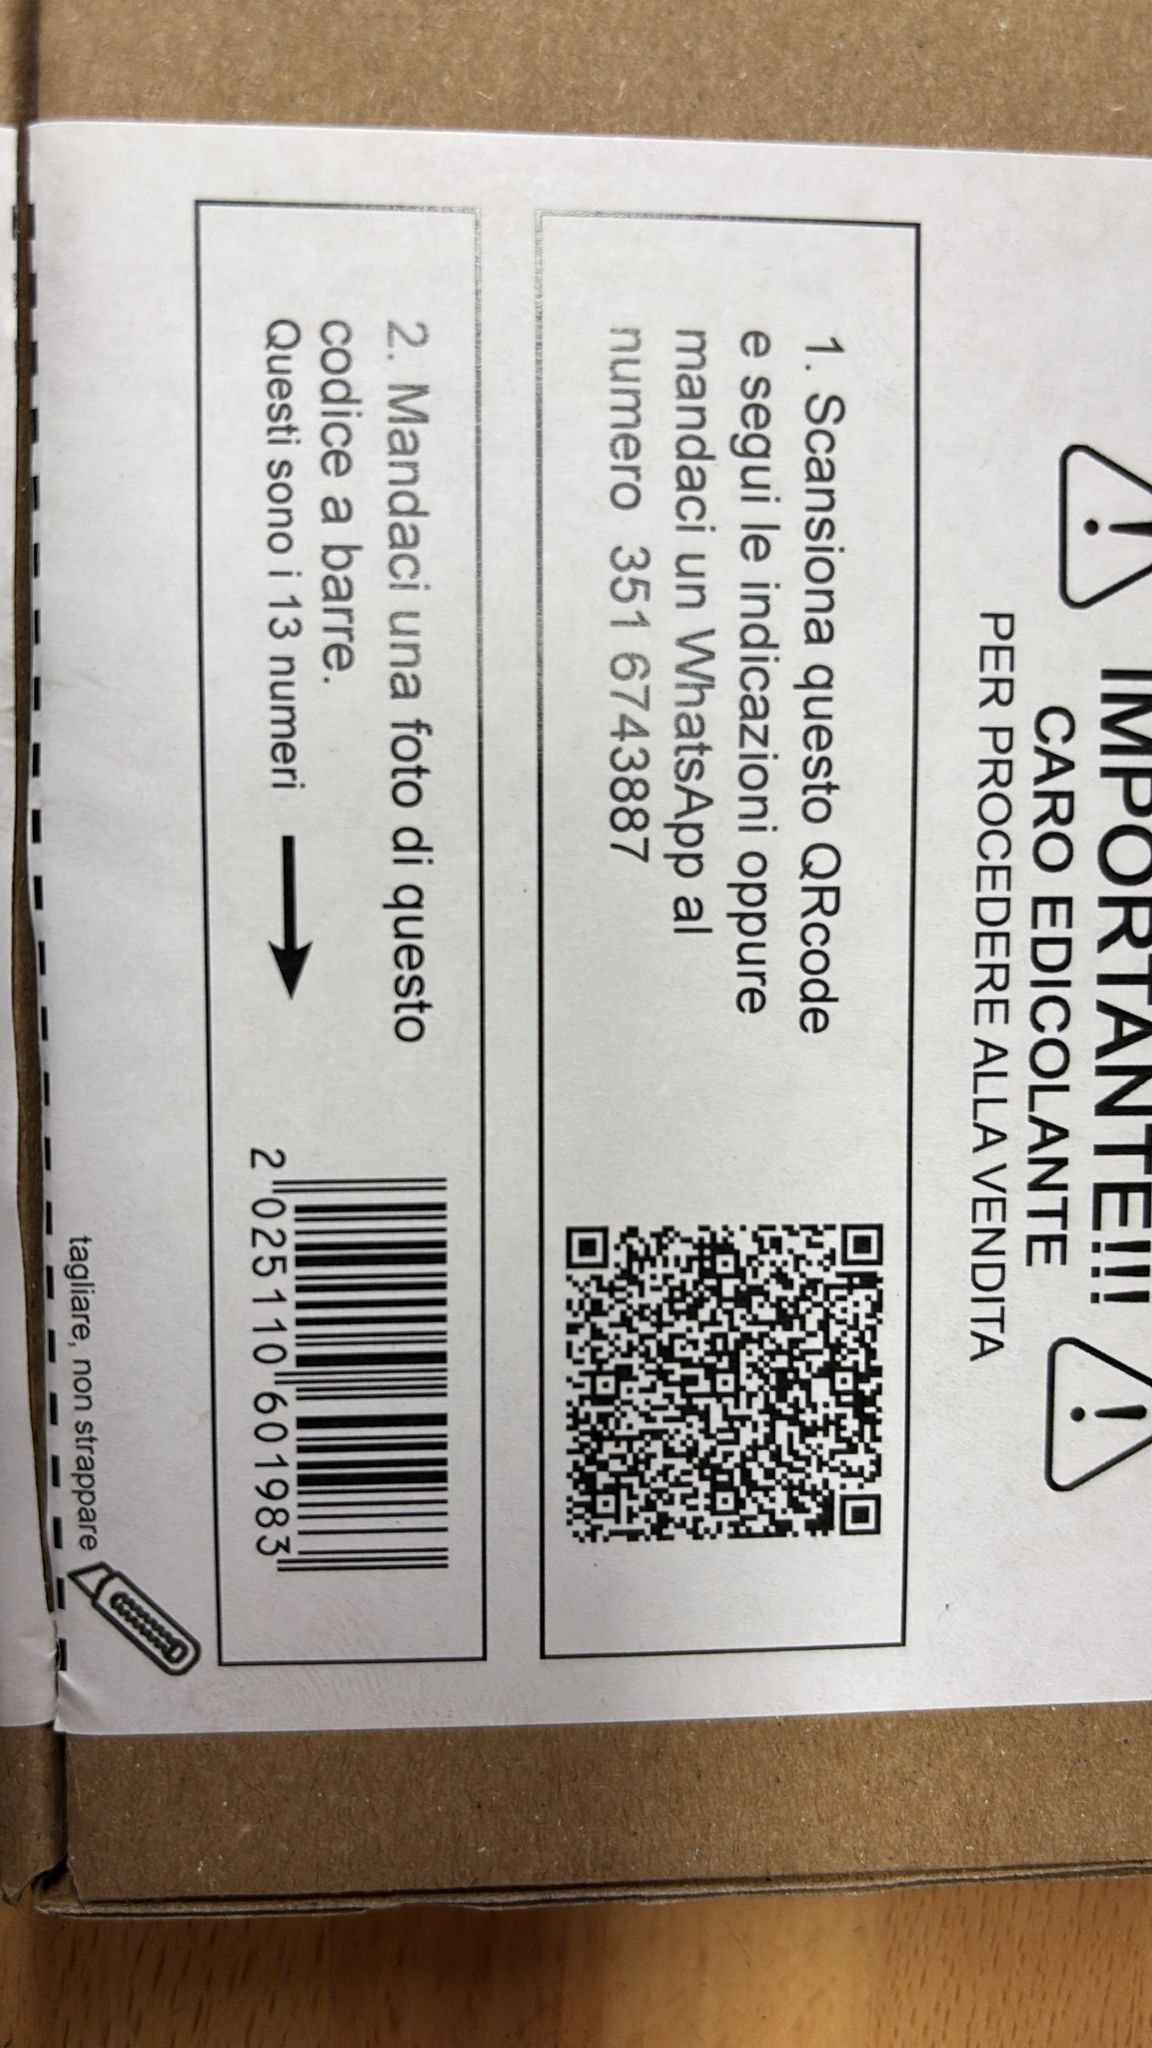 IMPORTANTE!!!
CARO EDICOLANTE
PER PROCEDERE ALLA VENDITA
1. Scansiona questo QRcode
e segui le indicazioni oppure
mandaci un WhatsApp al
numero 351 6743887
2. Mandaci una foto di questo
codice a barre.
Questi sono i 13 numeri
2 025110 601983
tagliare, non strappare